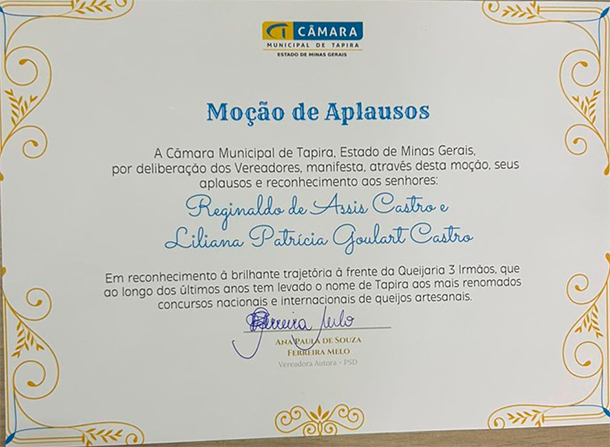 CÂMARA
MUNICIPAL DE TAPIRA
ESTADO DE MINAS GERAIS
Moção de Aplausos
A Câmara Municipal de Tapira, Estado de Minas Gerais,
por deliberação dos Vereadores, manifesta, através desta moção, seus
aplausos e reconhecimento aos senhores:
Reginaldo de Assis Castro e
Liliana Patrícia Goulart Castro
Em reconhecimento à brilhante trajetória à frente da Queijaria 3 Irmãos, que
ao longo dos últimos anos tem levado o nome de Tapira aos mais renomados
concursos nacionais e internacionais de queijos artesanais.
Ferreira Melo
Ana Paula de Souza
Ferreira Melo
Vereadora Autora - PSD